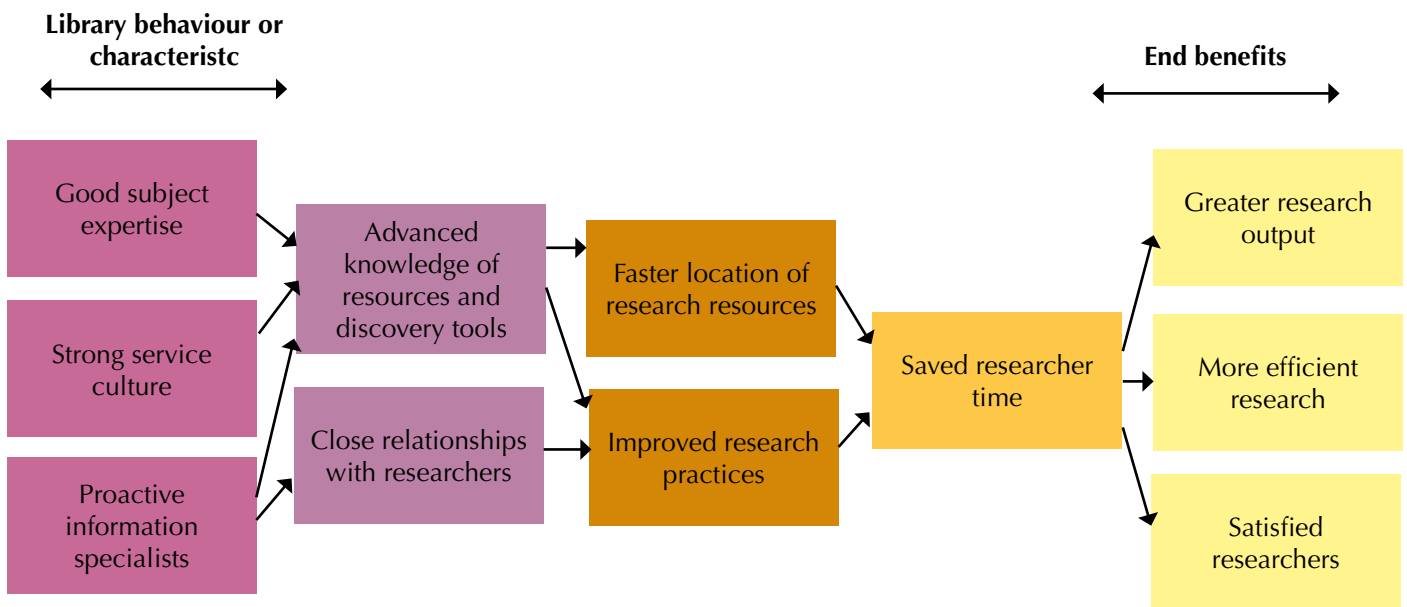 Library behaviour or
characteristc
End benefits
Good subject
expertise
Strong service
culture
Proactive
information
specialists
Advanced
knowledge of
resources and
discovery tools
Close relationships
with researchers
Faster location of
research resources
Improved research
practices
Saved researcher
time
Greater research
output
More efficient
research
Satisfied
researchers